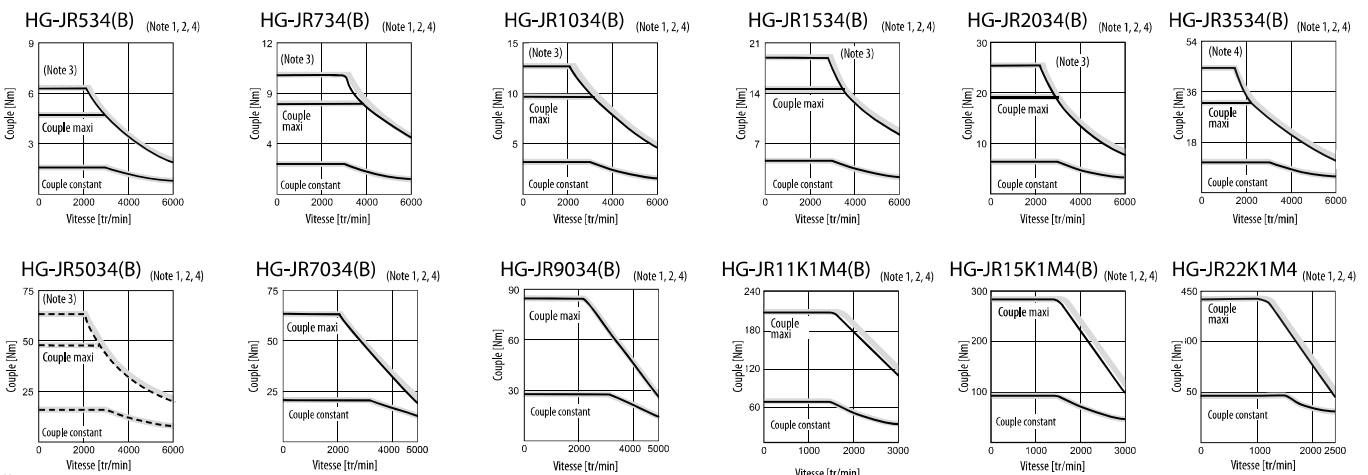 HG-JR534(B) (Note 1, 2, 4)
9
6
3
Couple [Nm]
(Note 3)
Couple maxi
Couple constant
0 2000 4000 6000
Vitesse [tr/min]
HG-JR734(B) (Note 1, 2, 4)
12
9
4
Couple [Nm]
(Note 3)
Couple
maxi
Couple constant
0 2000 4000 6000
Vitesse [tr/min]
HG-JR1034(B) (Note 1, 2, 4)
15
10
5
Couple [Nm]
(Note 3)
Couple
maxi
Couple constant
0 2000 4000 6000
Vitesse [tr/min]
HG-JR1534(B) (Note 1, 2, 4)
21
14
7
Couple [Nm]
(Note 3)
Couple maxi
Couple constant
0 2000 4000 6000
Vitesse [tr/min]
HG-JR2034(B) (Note 1, 2, 4)
30
20
10
Couple [Nm]
(Note 3)
Couple maxi
Couple constant
0 2000 4000 6000
Vitesse [tr/min]
HG-JR3534(B) (Note 1, 2, 4)
54
36
18
Couple [Nm]
(Note 4)
Couple
maxi
Couple constant
0 2000 4000 6000
Vitesse [tr/min]
HG-JR5034(B) (Note 1, 2, 4)
75
50
25
Couple [Nm]
(Note 3)
Couple maxi
Couple constant
0 2000 4000 6000
Vitesse [tr/min]
HG-JR7034(B) (Note 1, 2, 4)
75
50
25
Couple [Nm]
Couple maxi
Couple constant
0 2000 4000 5000
Vitesse [tr/min]
HG-JR9034(B) (Note 1, 2, 4)
90
60
30
Couple [Nm]
Couple maxi
Couple constant
0 2000 4000 5000
Vitesse [tr/min]
HG-JR11K1M4(B) (Note 1, 2, 4)
240
180
120
60
Couple [Nm]
Couple
maxi
Couple constant
0 1000 2000 3000
Vitesse [tr/min]
HG-JR15K1M4(B) (Note 1, 2, 4)
300
200
100
Couple [Nm]
Couple maxi
Couple constant
0 1000 2000 3000
Vitesse [tr/min]
HG-JR22K1M4 (Note 1, 2, 4)
450
50
Couple [Nm]
Couple
maxi
Couple constant
0 1000 2000 2500
Vitesse [tr/min]